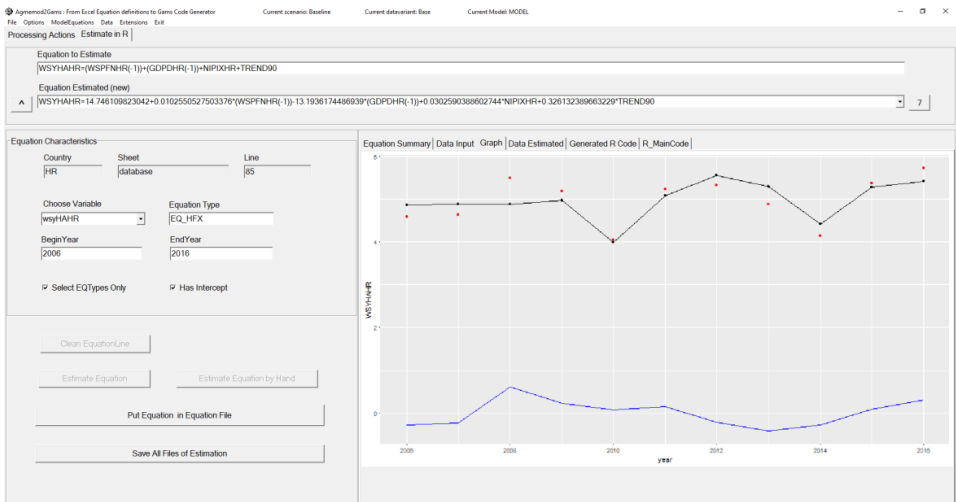 Agmemod2Gams : From Excel Equation definitions to Gams Code Generator Current scenario: Baseline Current datavariant: Base Current Model: MODEL
File Options ModelEquations Data Extensions Exit
Processing Actions Estimate in R
Equation to Estimate
WSYHAHR=(WSPFNHR(-1))+(GDPDHR(-1))+NIPIXHR+TREND90
Equation Estimated (new)
^ WSYHAHR=14.746109823042+0.0102550527503376*(WSPFNHR(-1))-13.1936174486939*(GDPDHR(-1))+0.0302590388602744*NIPIXHR+0.326132389663229*TREND90 7
Equation Characteristics
Country Sheet Line
HR database 85
Choose Variable Equation Type
wsyHAHR EQ_HFX
BeginYear EndYear
2006 2016
Select EQTypes Only Has Intercept
Clean EquationLine
Estimate Equation Estimate Equation by Hand
Put Equation in Equation File
Save All Files of Estimation
Equation Summary Data Input Graph Data Estimated Generated R Code R_MainCode
6
4
2
0
WSYHAHR
2006 2008 2010 2012 2014 2016
year